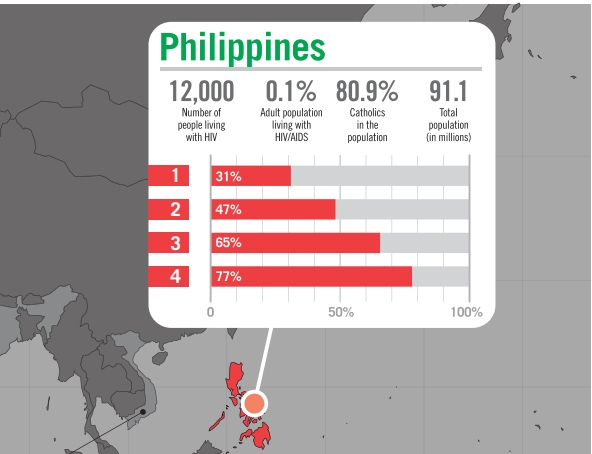 Philippines
12,000 0.1% 80.9% 91.1
Number of people living with HIV
Adult population living with HIV/AIDS
Catholics in the population
Total population (in millions)
1 31%
2 47%
3 65%
4 77%
0 50% 100%